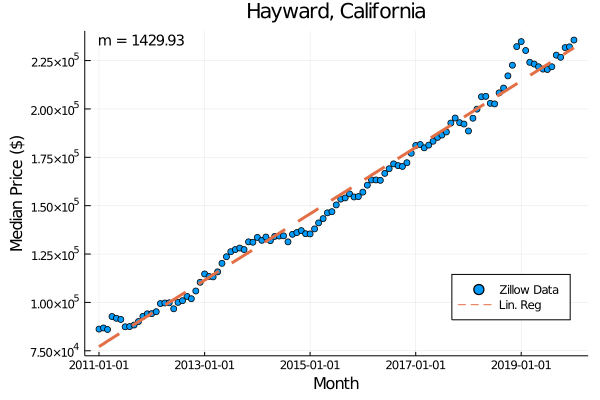 Hayward, California
m = 1429.93
2.25×10⁵
2.00×10⁵
1.75×10⁵
1.50×10⁵
1.25×10⁵
1.00×10⁵
7.50×10⁴
Median Price ($)
Zillow Data
Lin. Reg
2011-01-01 2013-01-01 2015-01-01 2017-01-01 2019-01-01
Month